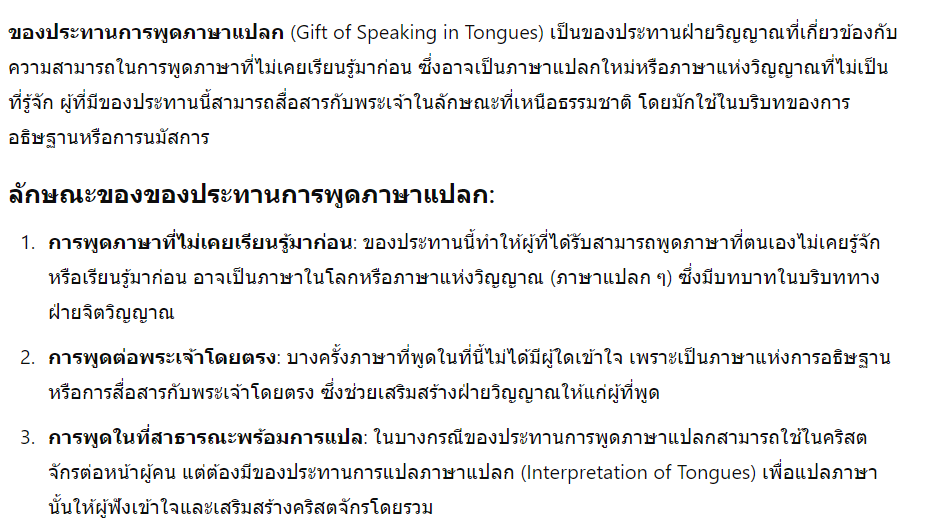 ของประทานการพูดภาษาแปลก (Gift of Speaking in Tongues) เป็นของประทานฝ่ายวิญญาณที่เกี่ยวข้องกับ
ความสามารถในการพูดภาษาที่ไม่เคยเรียนรู้มาก่อน ซึ่งอาจเป็นภาษาแปลกใหม่หรือภาษาแห่งวิญญาณที่ไม่เป็น
ที่รู้จัก ผู้ที่มีของประทานนี้สามารถสื่อสารกับพระเจ้าในลักษณะที่เหนือธรรมชาติ โดยมักใช้ในบริบทของการ
อธิษฐานหรือการนมัสการ
ลักษณะของของประทานการพูดภาษาแปลก:
1. การพูดภาษาที่ไม่เคยเรียนรู้มาก่อน: ของประทานนี้ทำให้ผู้ที่ได้รับสามารถพูดภาษาที่ตนเองไม่เคยรู้จัก
หรือเรียนรู้มาก่อน อาจเป็นภาษาในโลกหรือภาษาแห่งวิญญาณ (ภาษาแปลก ๆ) ซึ่งมีบทบาทในบริบททาง
ฝ่ายจิตวิญญาณ
2. การพูดต่อพระเจ้าโดยตรง: บางครั้งภาษาที่พูดในที่นี้ไม่ได้มีผู้ใดเข้าใจ เพราะเป็นภาษาแห่งการอธิษฐาน
หรือการสื่อสารกับพระเจ้าโดยตรง ซึ่งช่วยเสริมสร้างฝ่ายวิญญาณให้แก่ผู้ที่พูด
3. การพูดในที่สาธารณะพร้อมการแปล: ในบางกรณีของประทานการพูดภาษาแปลกสามารถใช้ในคริสต
จักรต่อหน้าผู้คน แต่ต้องมีของประทานการแปลภาษาแปลก (Interpretation of Tongues) เพื่อแปลภาษา
นั้นให้ผู้ฟังเข้าใจและเสริมสร้างคริสตจักรโดยรวม